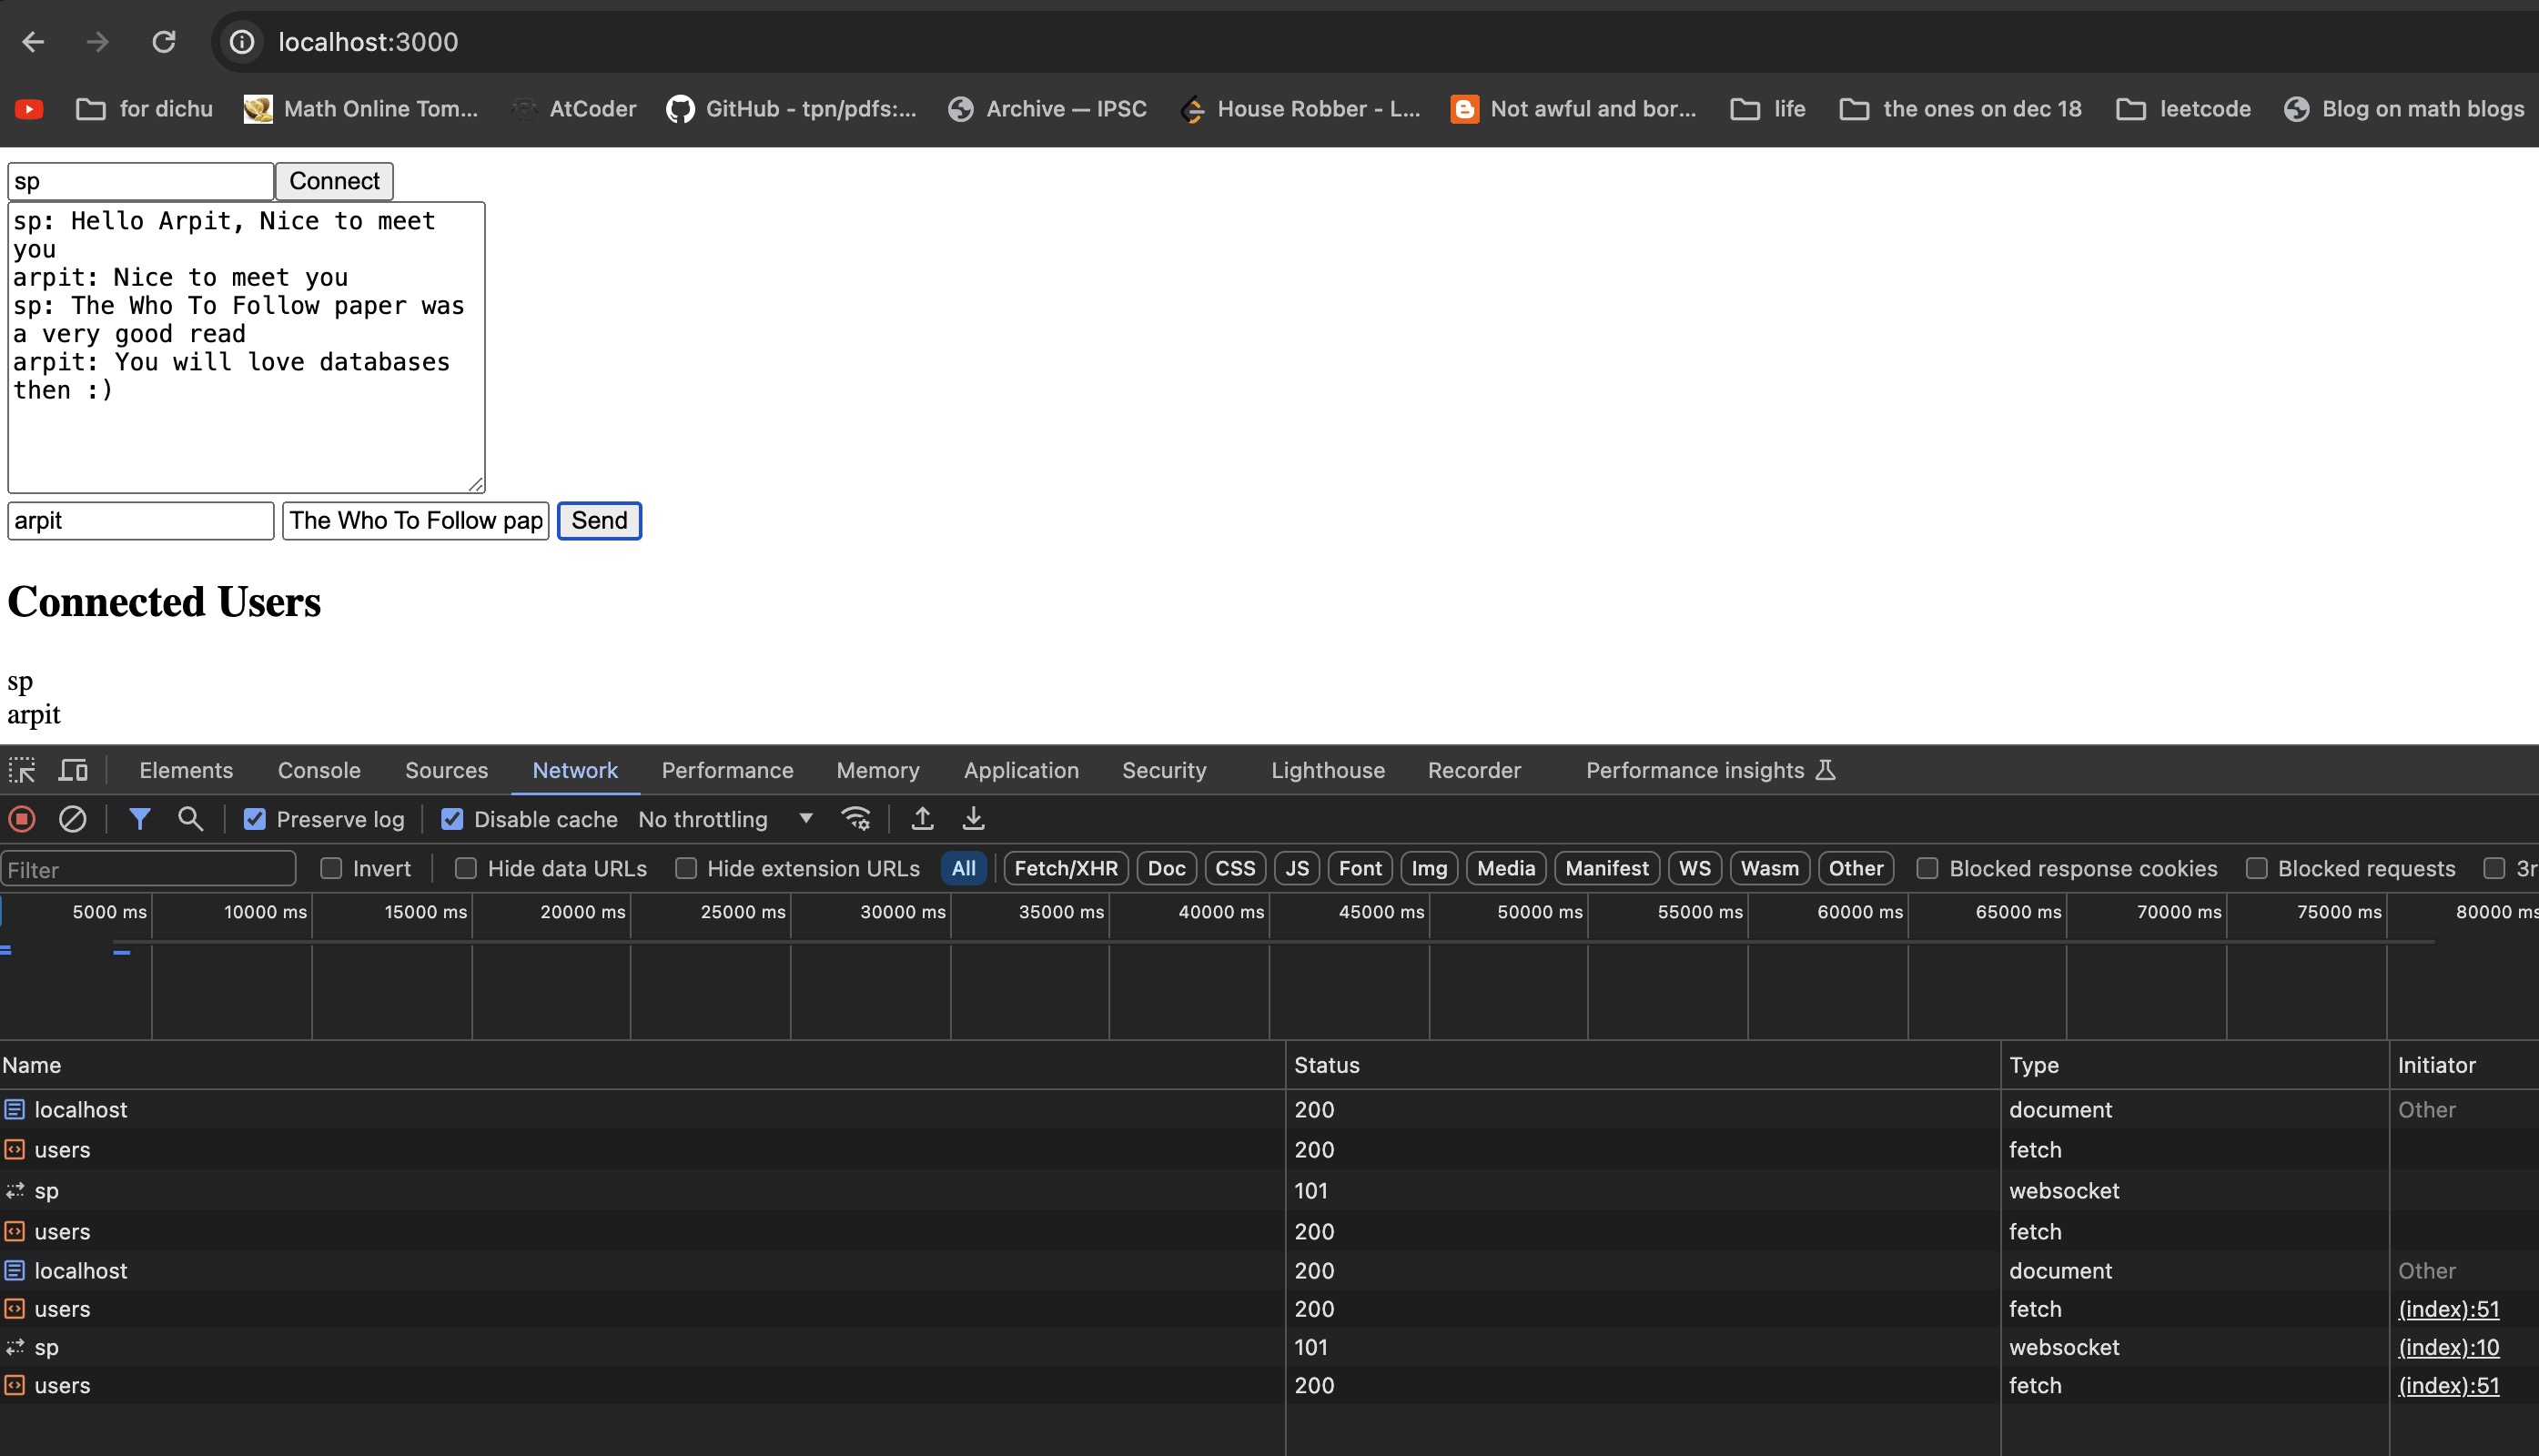 localhost:3000
for dichu
Math Online Tom...
AtCoder
GitHub - tpn/pdfs:...
Archive — IPSC
House Robber - L...
Not awful and bor...
life
the ones on dec 18
leetcode
Blog on math blogs
sp Connect
sp: Hello Arpit, Nice to meet
you
arpit: Nice to meet you
sp: The Who To Follow paper was
a very good read
arpit: You will love databases
then :)
arpit The Who To Follow pap Send
Connected Users
sp
arpit
Elements Console Sources Network Performance Memory Application Security Lighthouse Recorder Performance insights
Preserve log Disable cache No throttling
Filter Invert Hide data URLs Hide extension URLs All Fetch/XHR Doc CSS JS Font Img Media Manifest WS Wasm Other Blocked response cookies Blocked requests 3r
5000 ms 10000 ms 15000 ms 20000 ms 25000 ms 30000 ms 35000 ms 40000 ms 45000 ms 50000 ms 55000 ms 60000 ms 65000 ms 70000 ms 75000 ms 80000 ms
Name Status Type Initiator
localhost 200 document Other
users 200 fetch
sp 101 websocket
users 200 fetch
localhost 200 document Other
users 200 fetch (index):51
sp 101 websocket (index):10
users 200 fetch (index):51